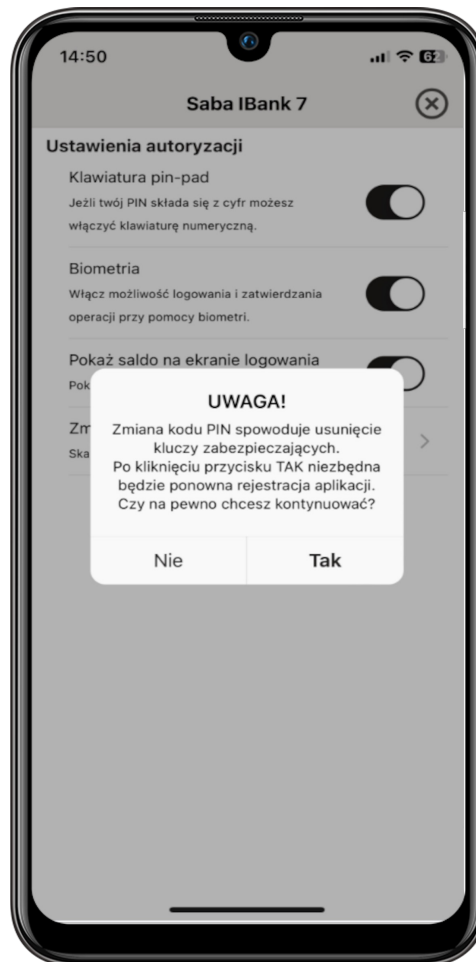 14:50
62
Saba IBank 7
Ustawienia autoryzacji
Klawiatura pin-pad
Jeżli twój PIN składa się z cyfr możesz
włączyć klawiaturę numeryczną.
Biometria
Włącz możliwość logowania i zatwierdzania
operacji przy pomocy biometri.
Pokaż saldo na ekranie logowania
Pok
Zm
Ska
UWAGA!
Zmiana kodu PIN spowoduje usunięcie
kluczy zabezpieczających.
Po kliknięciu przycisku TAK niezbędna
będzie ponowna rejestracja aplikacji.
Czy na pewno chcesz kontynuować?
Nie
Tak